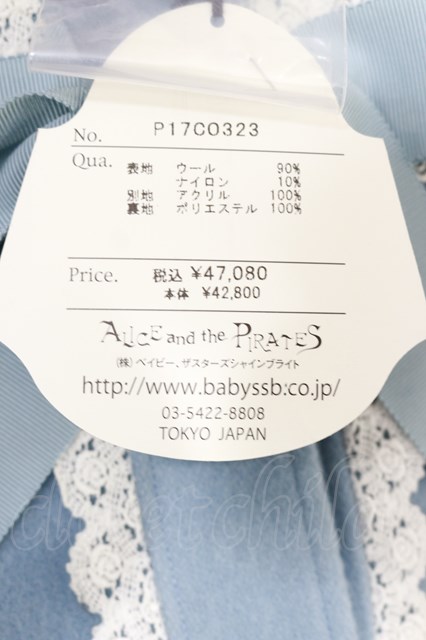 No. P17CO323
Qua. 表地 ウール 90%
ナイロン 10%
別地 アクリル 100%
裏地 ポリエステル 100%
Price. 税込 ¥47,080
本体 ¥42,800
ALICE and the PIRATES
(株)ベイビー、ザスターズシャインブライト
http://www.babyssb.co.jp/
03-5422-8808
TOKYO JAPAN
closetchild